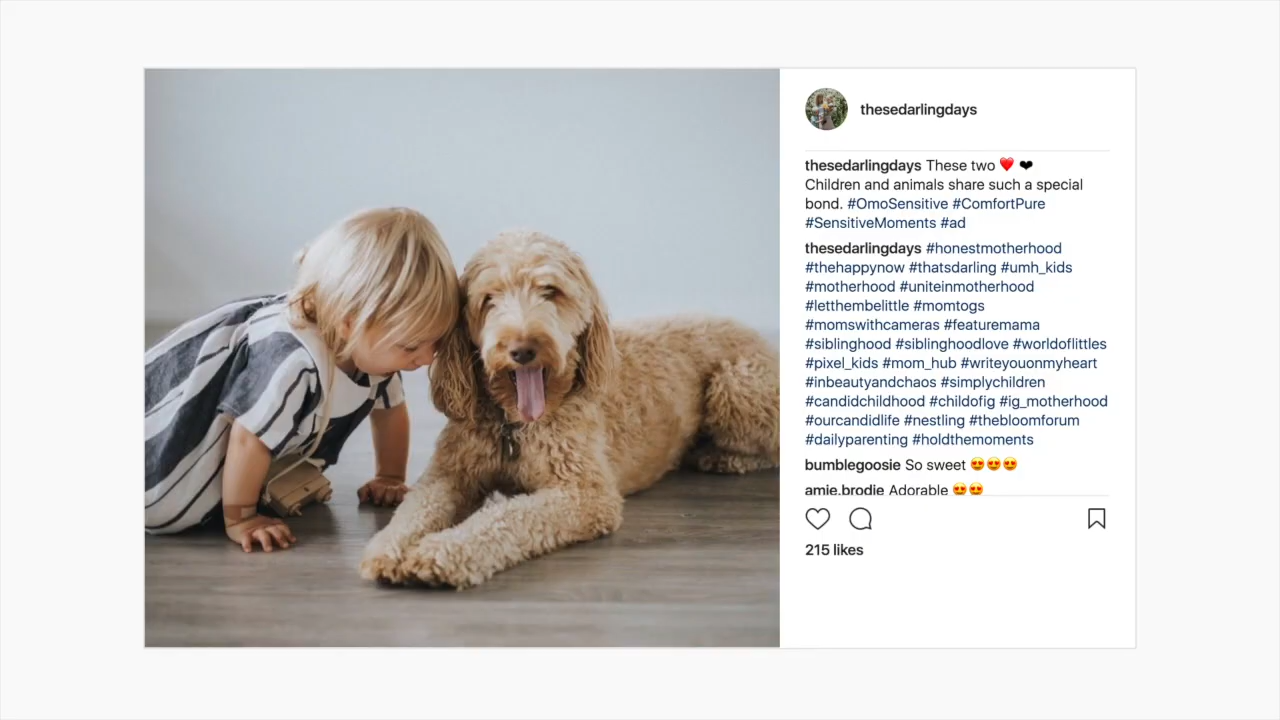 thesedarlingdays
thesedarlingdays These two ❤️ ❤
Children and animals share such a special
bond. #OmoSensitive #ComfortPure
#SensitiveMoments #ad
thesedarlingdays #honestmotherhood
#thehappynow #thatsdarling #umh_kids
#motherhood #uniteinmotherhood
#letthembelittle #momtogs
#momswithcameras #featuremama
#siblinghood #siblinghoodlove #worldoflittles
#pixel_kids #mom_hub #writeyouonmyheart
#inbeautyandchaos #simplychildren
#candidchildhood #childofig #ig_motherhood
#ourcandidlife #nestling #thebloomforum
#dailyparenting #holdthemoments
bumblegoosie So sweet 😍😍😍
amie.brodie Adorable 😍😍
215 likes